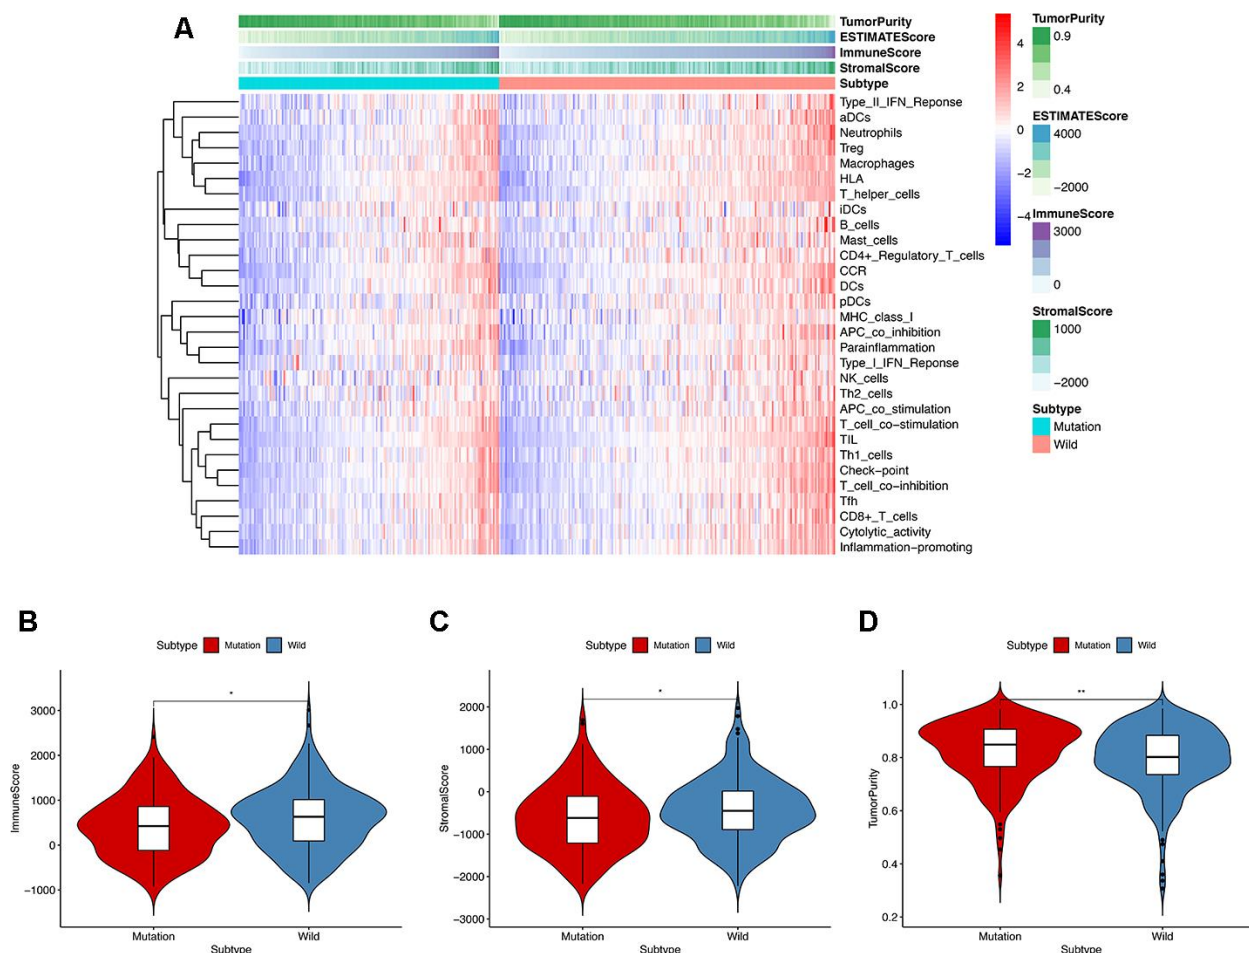 A
TumorPurity
ESTIMATEScore
ImmuneScore
StromalScore
Subtype
Type_II_IFN_Reponse
aDCs
Neutrophils
Treg
Macrophages
HLA
T_helper_cells
iDCs
B_cells
Mast_cells
CD4+_Regulatory_T_cells
CCR
DCs
pDCs
MHC_class_I
APC_co_inhibition
Parainflammation
Type_I_IFN_Reponse
NK_cells
Th2_cells
APC_co_stimulation
T_cell_co-stimulation
TIL
Th1_cells
Check-point
T_cell_co-inhibition
Tfh
CD8+_T_cells
Cytolytic_activity
Inflammation-promoting
4
2
0
−2
−4
TumorPurity
0.9
0.4
ESTIMATEScore
4000
−2000
ImmuneScore
3000
0
StromalScore
1000
−2000
Subtype
Mutation
Wild
B
Subtype Mutation Wild
*
ImmuneScore
3000
2000
1000
0
−1000
Mutation Wild
Subtype
C
Subtype Mutation Wild
*
StromalScore
2000
1000
0
−1000
−2000
−3000
Mutation Wild
Subtype
D
Subtype Mutation Wild
**
TumorPurity
1.0
0.8
0.6
0.4
0.2
Mutation Wild
Subtype